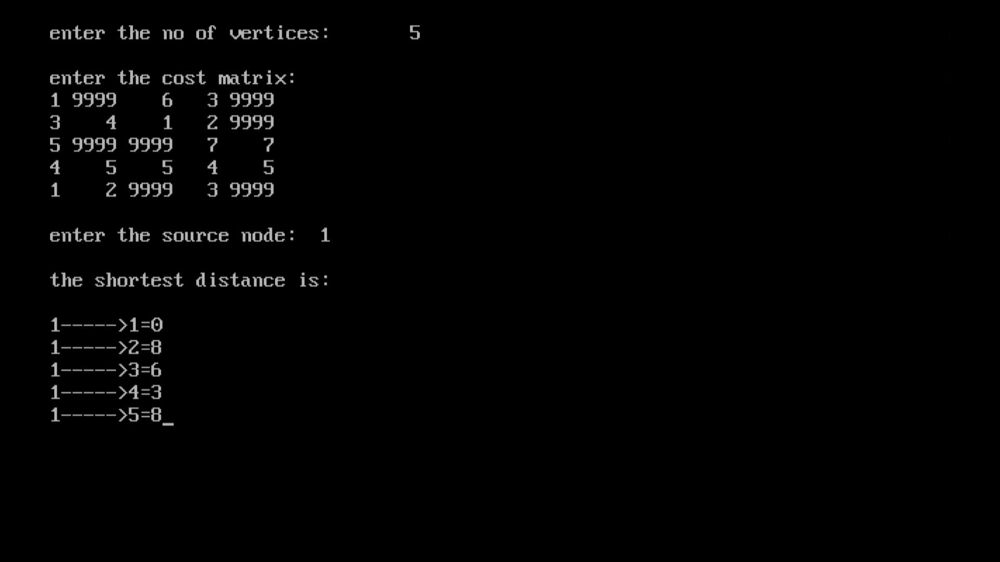 enter the no of vertices: 5
enter the cost matrix:
1 9999 6 3 9999
3 4 1 2 9999
5 9999 9999 7 7
4 5 5 4 5
1 2 9999 3 9999
enter the source node: 1
the shortest distance is:
1----->1=0
1----->2=8
1----->3=6
1----->4=3
1----->5=8_